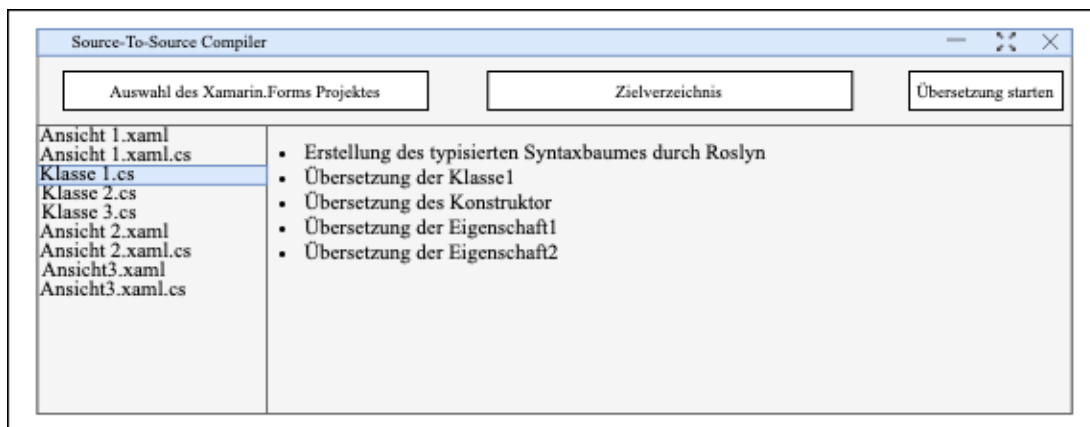 Source-To-Source Compiler
Auswahl des Xamarin.Forms Projektes
Zielverzeichnis
Übersetzung starten
Ansicht 1.xaml
Ansicht 1.xaml.cs
Klasse 1.cs
Klasse 2.cs
Klasse 3.cs
Ansicht 2.xaml
Ansicht 2.xaml.cs
Ansicht3.xaml
Ansicht3.xaml.cs
• Erstellung des typisierten Syntaxbaumes durch Roslyn
• Übersetzung der Klasse1
• Übersetzung des Konstruktor
• Übersetzung der Eigenschaft1
• Übersetzung der Eigenschaft2